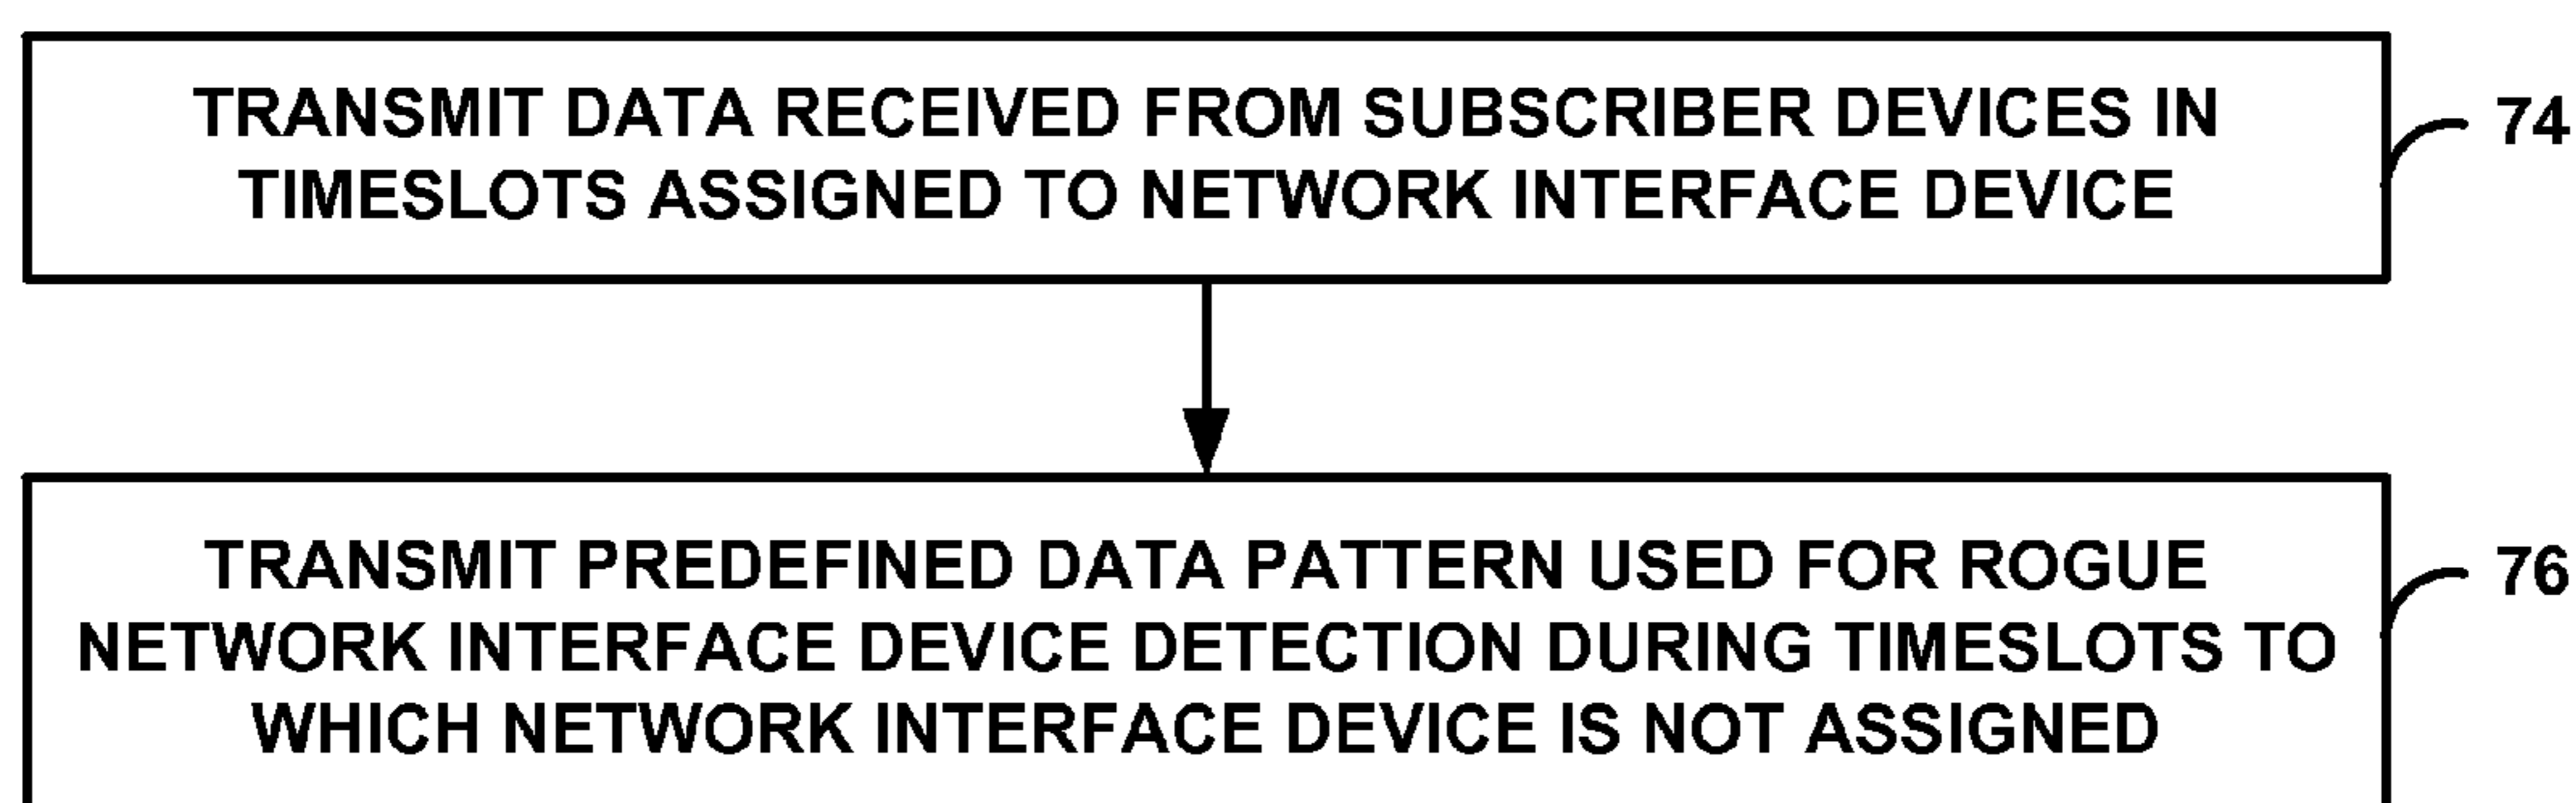 TRANSMIT DATA RECEIVED FROM SUBSCRIBER DEVICES IN
TIMESLOTS ASSIGNED TO NETWORK INTERFACE DEVICE
74
TRANSMIT PREDEFINED DATA PATTERN USED FOR ROGUE
NETWORK INTERFACE DEVICE DETECTION DURING TIMESLOTS TO
WHICH NETWORK INTERFACE DEVICE IS NOT ASSIGNED
76